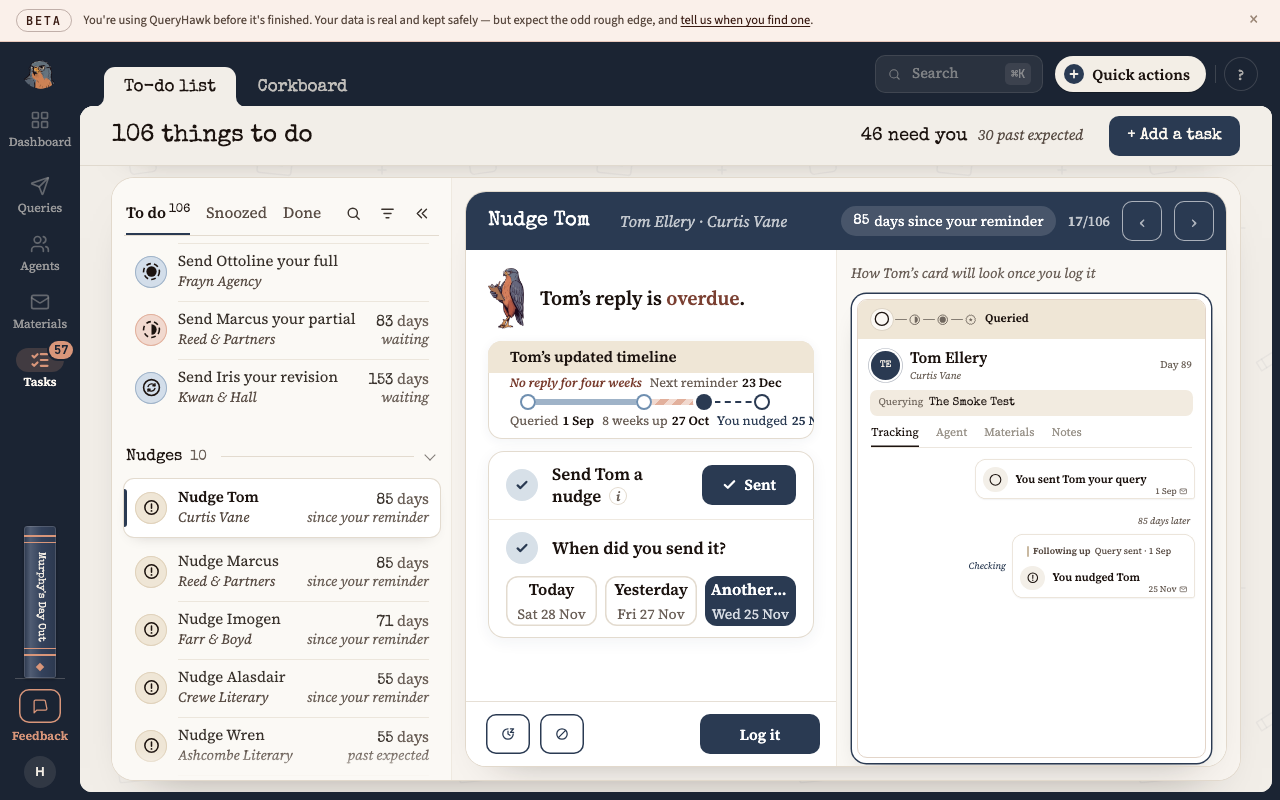 BETA You're using QueryHawk before it's finished. Your data is real and kept safely — but expect the odd rough edge, and tell us when you find one. ×
To-do list Corkboard Search ⌘K + Quick actions ?
Dashboard
Queries
Agents
Materials
57
Tasks
Murphy's Day Out
Feedback
H
106 things to do 46 need you 30 past expected + Add a task
To do 106 Snoozed Done
Send Ottoline your full
Frayn Agency
Send Marcus your partial 83 days
Reed & Partners waiting
Send Iris your revision 153 days
Kwan & Hall waiting
Nudges 10
Nudge Tom 85 days
Curtis Vane since your reminder
Nudge Marcus 85 days
Reed & Partners since your reminder
Nudge Imogen 71 days
Farr & Boyd since your reminder
Nudge Alasdair 55 days
Crewe Literary since your reminder
Nudge Wren 55 days
Ashcombe Literary past expected
Nudge Tom Tom Ellery · Curtis Vane 85 days since your reminder 17/106 ‹ ›
Tom's reply is overdue.
Tom's updated timeline
No reply for four weeks Next reminder 23 Dec
Queried 1 Sep 8 weeks up 27 Oct You nudged 25 N
Send Tom a
nudge i
Sent
When did you send it?
Today Yesterday Another...
Sat 28 Nov Fri 27 Nov Wed 25 Nov
Log it
How Tom's card will look once you log it
Queried
TE Tom Ellery Day 89
Curtis Vane
Querying The Smoke Test
Tracking Agent Materials Notes
You sent Tom your query
1 Sep
85 days later
Following up Query sent · 1 Sep
Checking
You nudged Tom
25 Nov